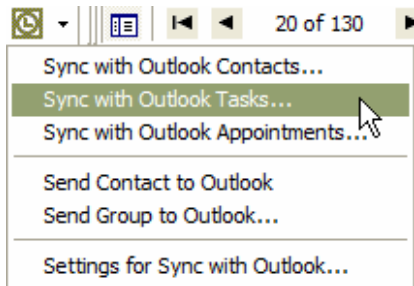 20 of 130
Sync with Outlook Contacts...
Sync with Outlook Tasks...
Sync with Outlook Appointments...
Send Contact to Outlook
Send Group to Outlook...
Settings for Sync with Outlook...